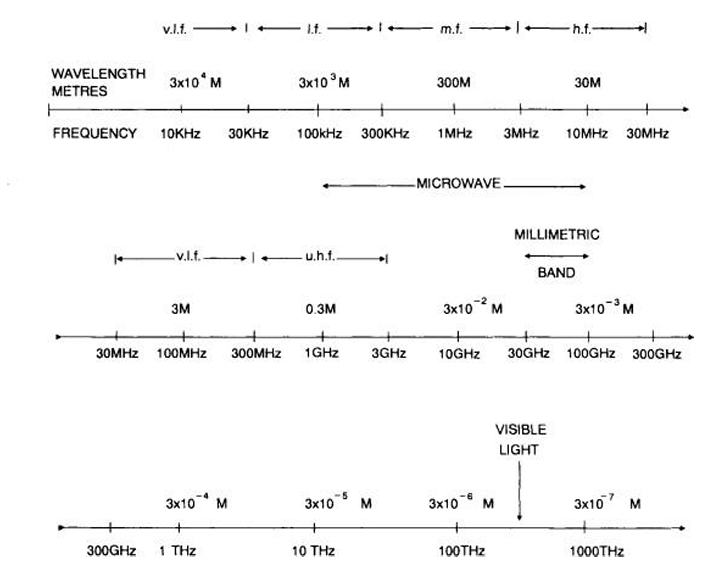 v.l.f. l.f. m.f. h.f.
WAVELENGTH METRES 3x10⁴ M 3x10³ M 300M 30M
FREQUENCY 10KHz 30KHz 100kHz 300KHz 1MHz 3MHz 10MHz 30MHz
MICROWAVE
MILLIMETRIC
v.l.f. u.h.f.
BAND
3M 0.3M 3x10⁻² M 3x10⁻³ M
30MHz 100MHz 300MHz 1GHz 3GHz 10GHz 30GHz 100GHz 300GHz
VISIBLE
LIGHT
3x10⁻⁴ M 3x10⁻⁵ M 3x10⁻⁶ M 3x10⁻⁷ M
300GHz 1 THz 10 THz 100THz 1000THz